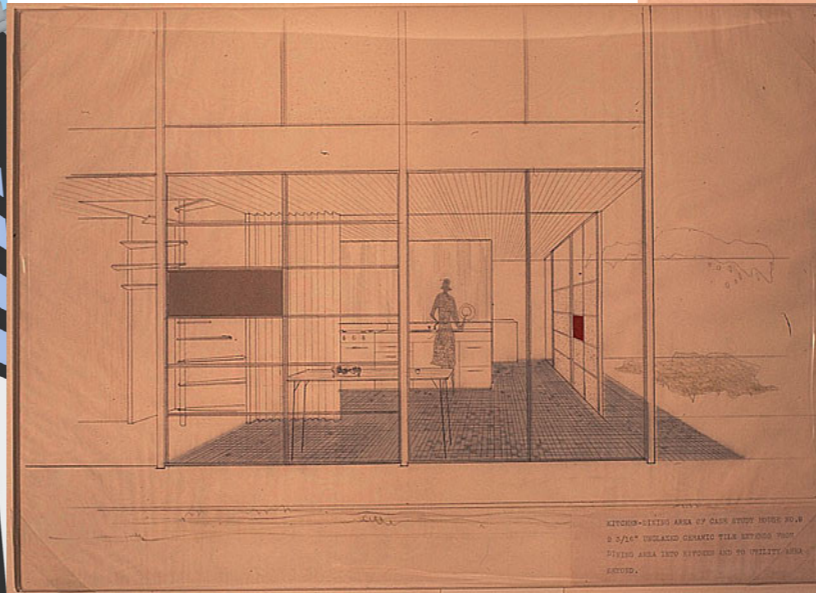 KITCHEN-DINING AREA OF CASE STUDY HOUSE NO.8
2 3/16" UNGLAZED CERAMIC TILE EXTENDS FROM
DINING AREA INTO KITCHEN AND TO UTILITY AREA
BEYOND.